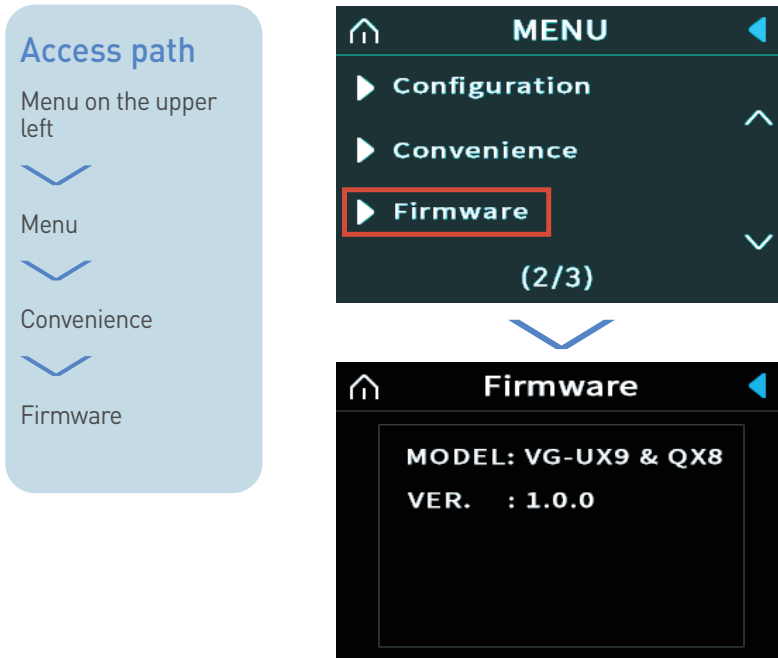 Access path
Menu on the upper
left
Menu
Convenience
Firmware
MENU
Configuration
Convenience
Firmware
(2/3)
Firmware
MODEL: VG-UX9 & QX8
VER. : 1.0.0